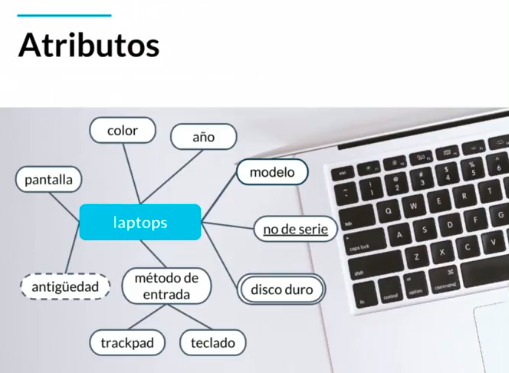 Atributos
color
año
modelo
pantalla
laptops
no de serie
antigüedad
método de
entrada
disco duro
trackpad
teclado